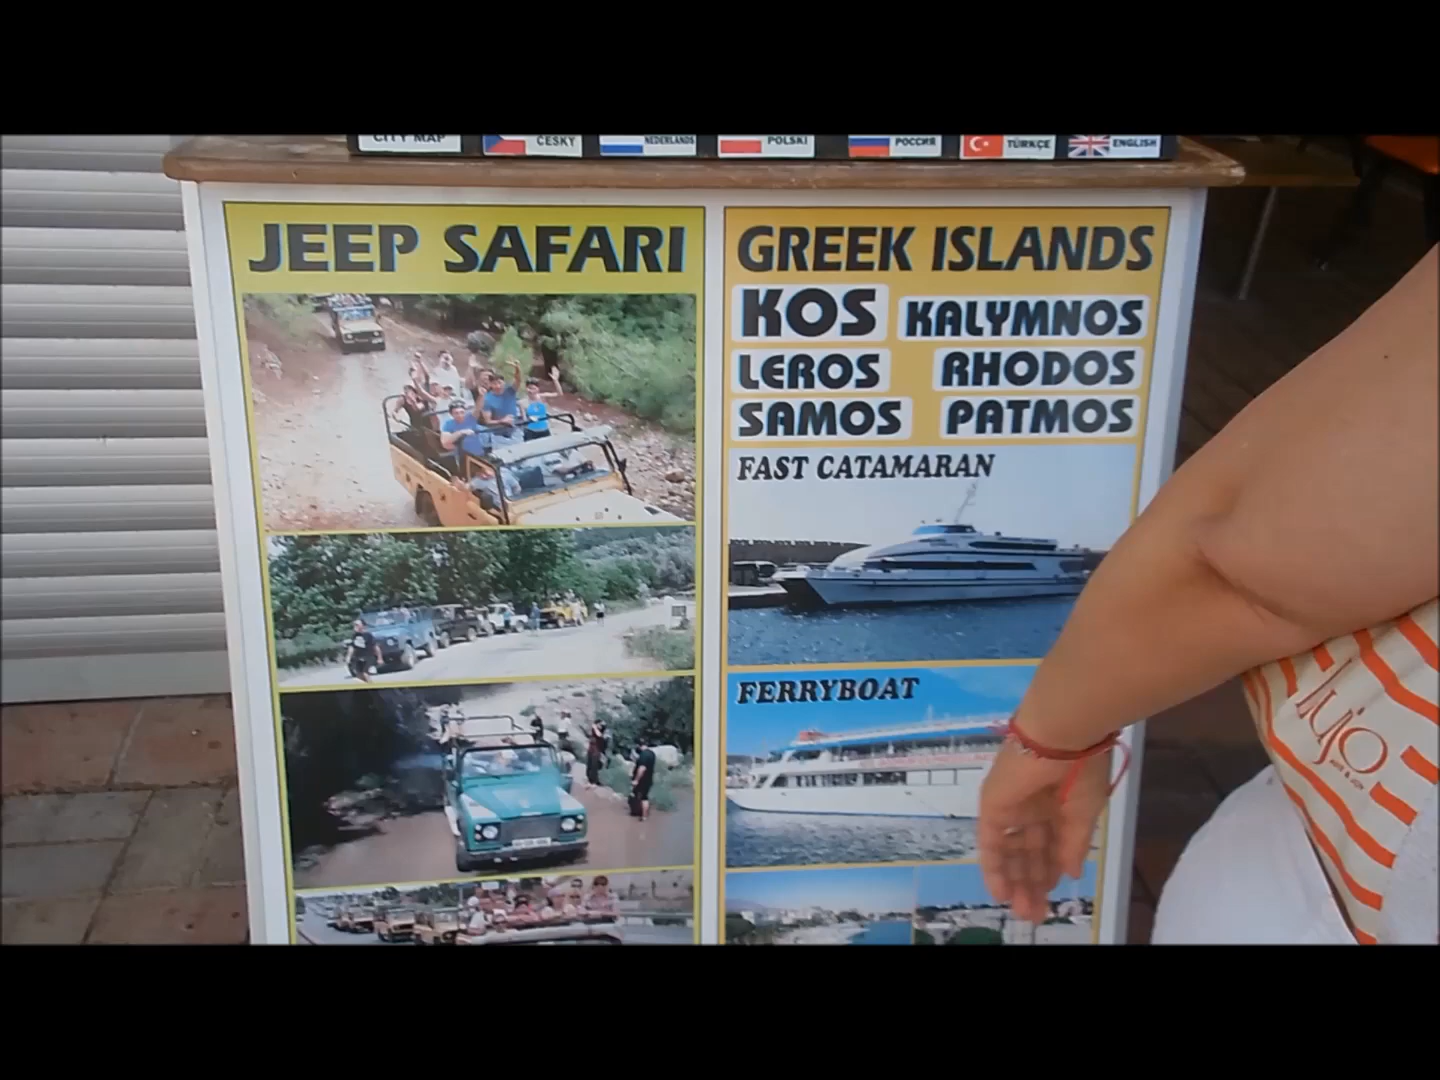 CITY MAP
ČESKY
NEDERLANDS
POLSKI
РОССИЯ
TÜRKÇE
ENGLISH
JEEP SAFARI
GREEK ISLANDS
KOS
KALYMNOS
LEROS
RHODOS
SAMOS
PATMOS
FAST CATAMARAN
FERRYBOAT
lujo